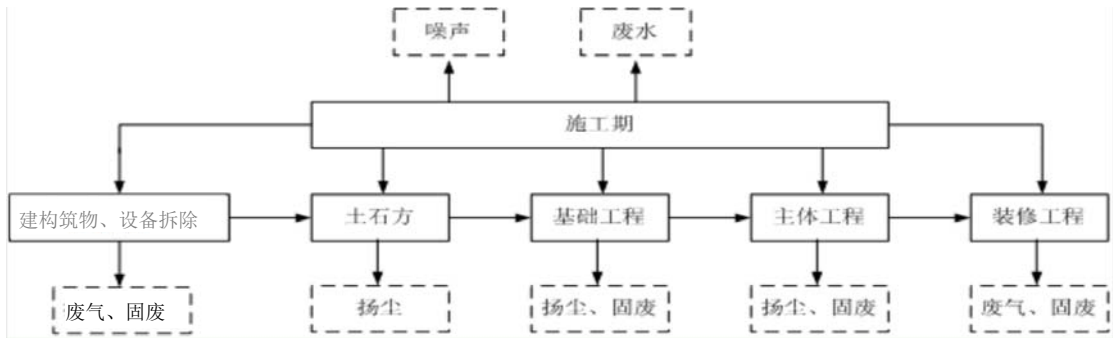 噪声
废水
施工期
建构筑物、设备拆除
土石方
基础工程
主体工程
装修工程
废气、固废
扬尘
扬尘、固废
扬尘、固废
废气、固废